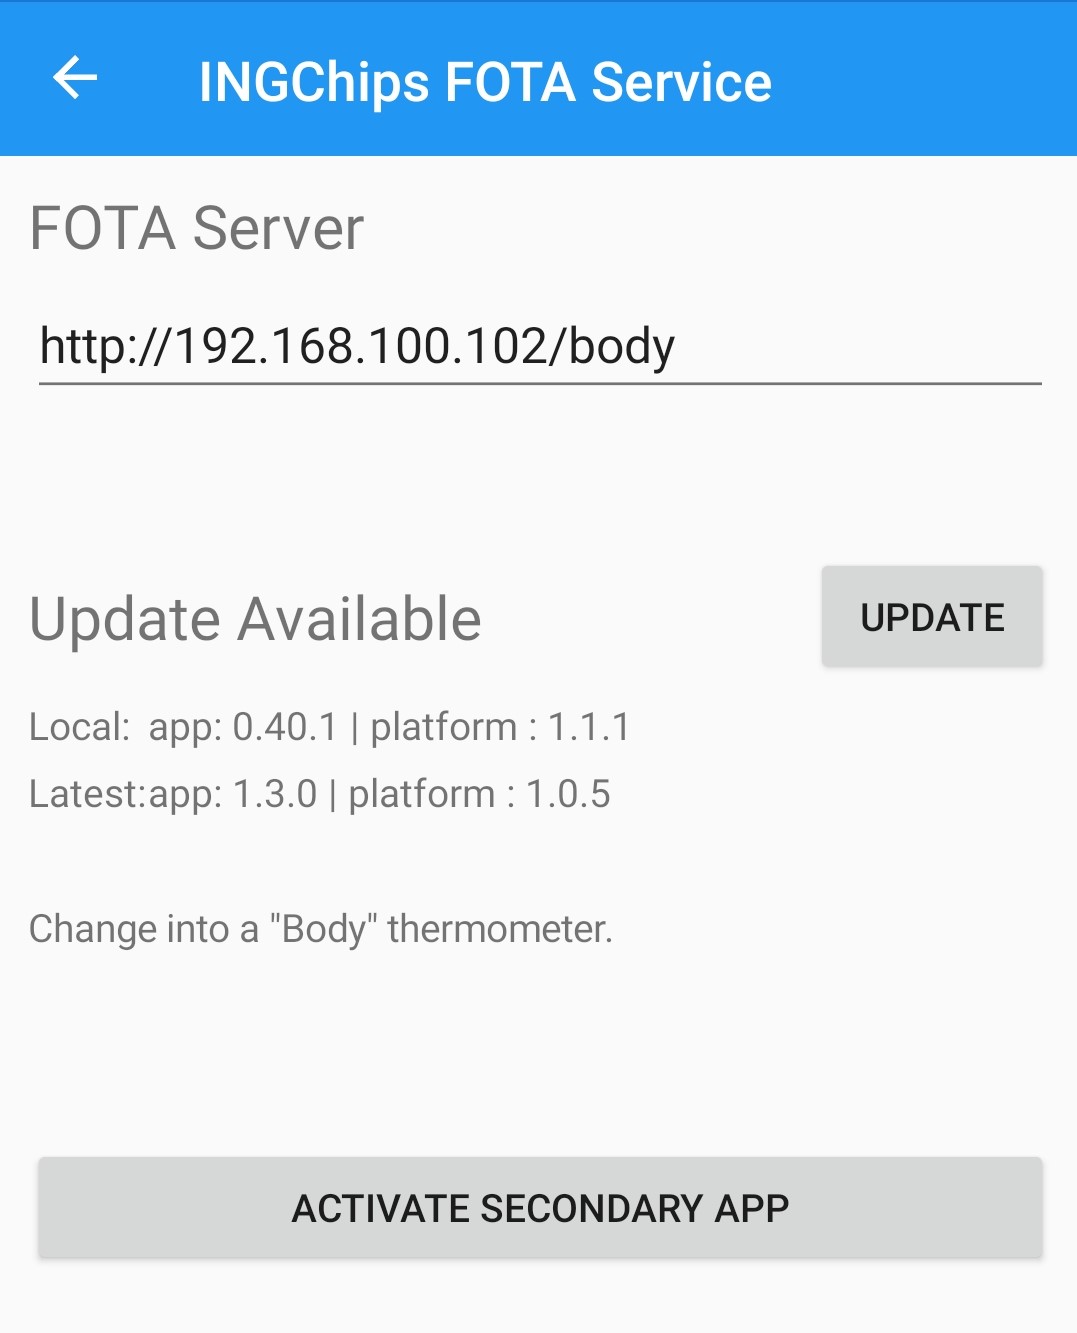 INGChips FOTA Service
FOTA Server
http://192.168.100.102/body
Update Available
UPDATE
Local:  app: 0.40.1 | platform : 1.1.1
Latest:app: 1.3.0 | platform : 1.0.5
Change into a "Body" thermometer.
ACTIVATE SECONDARY APP